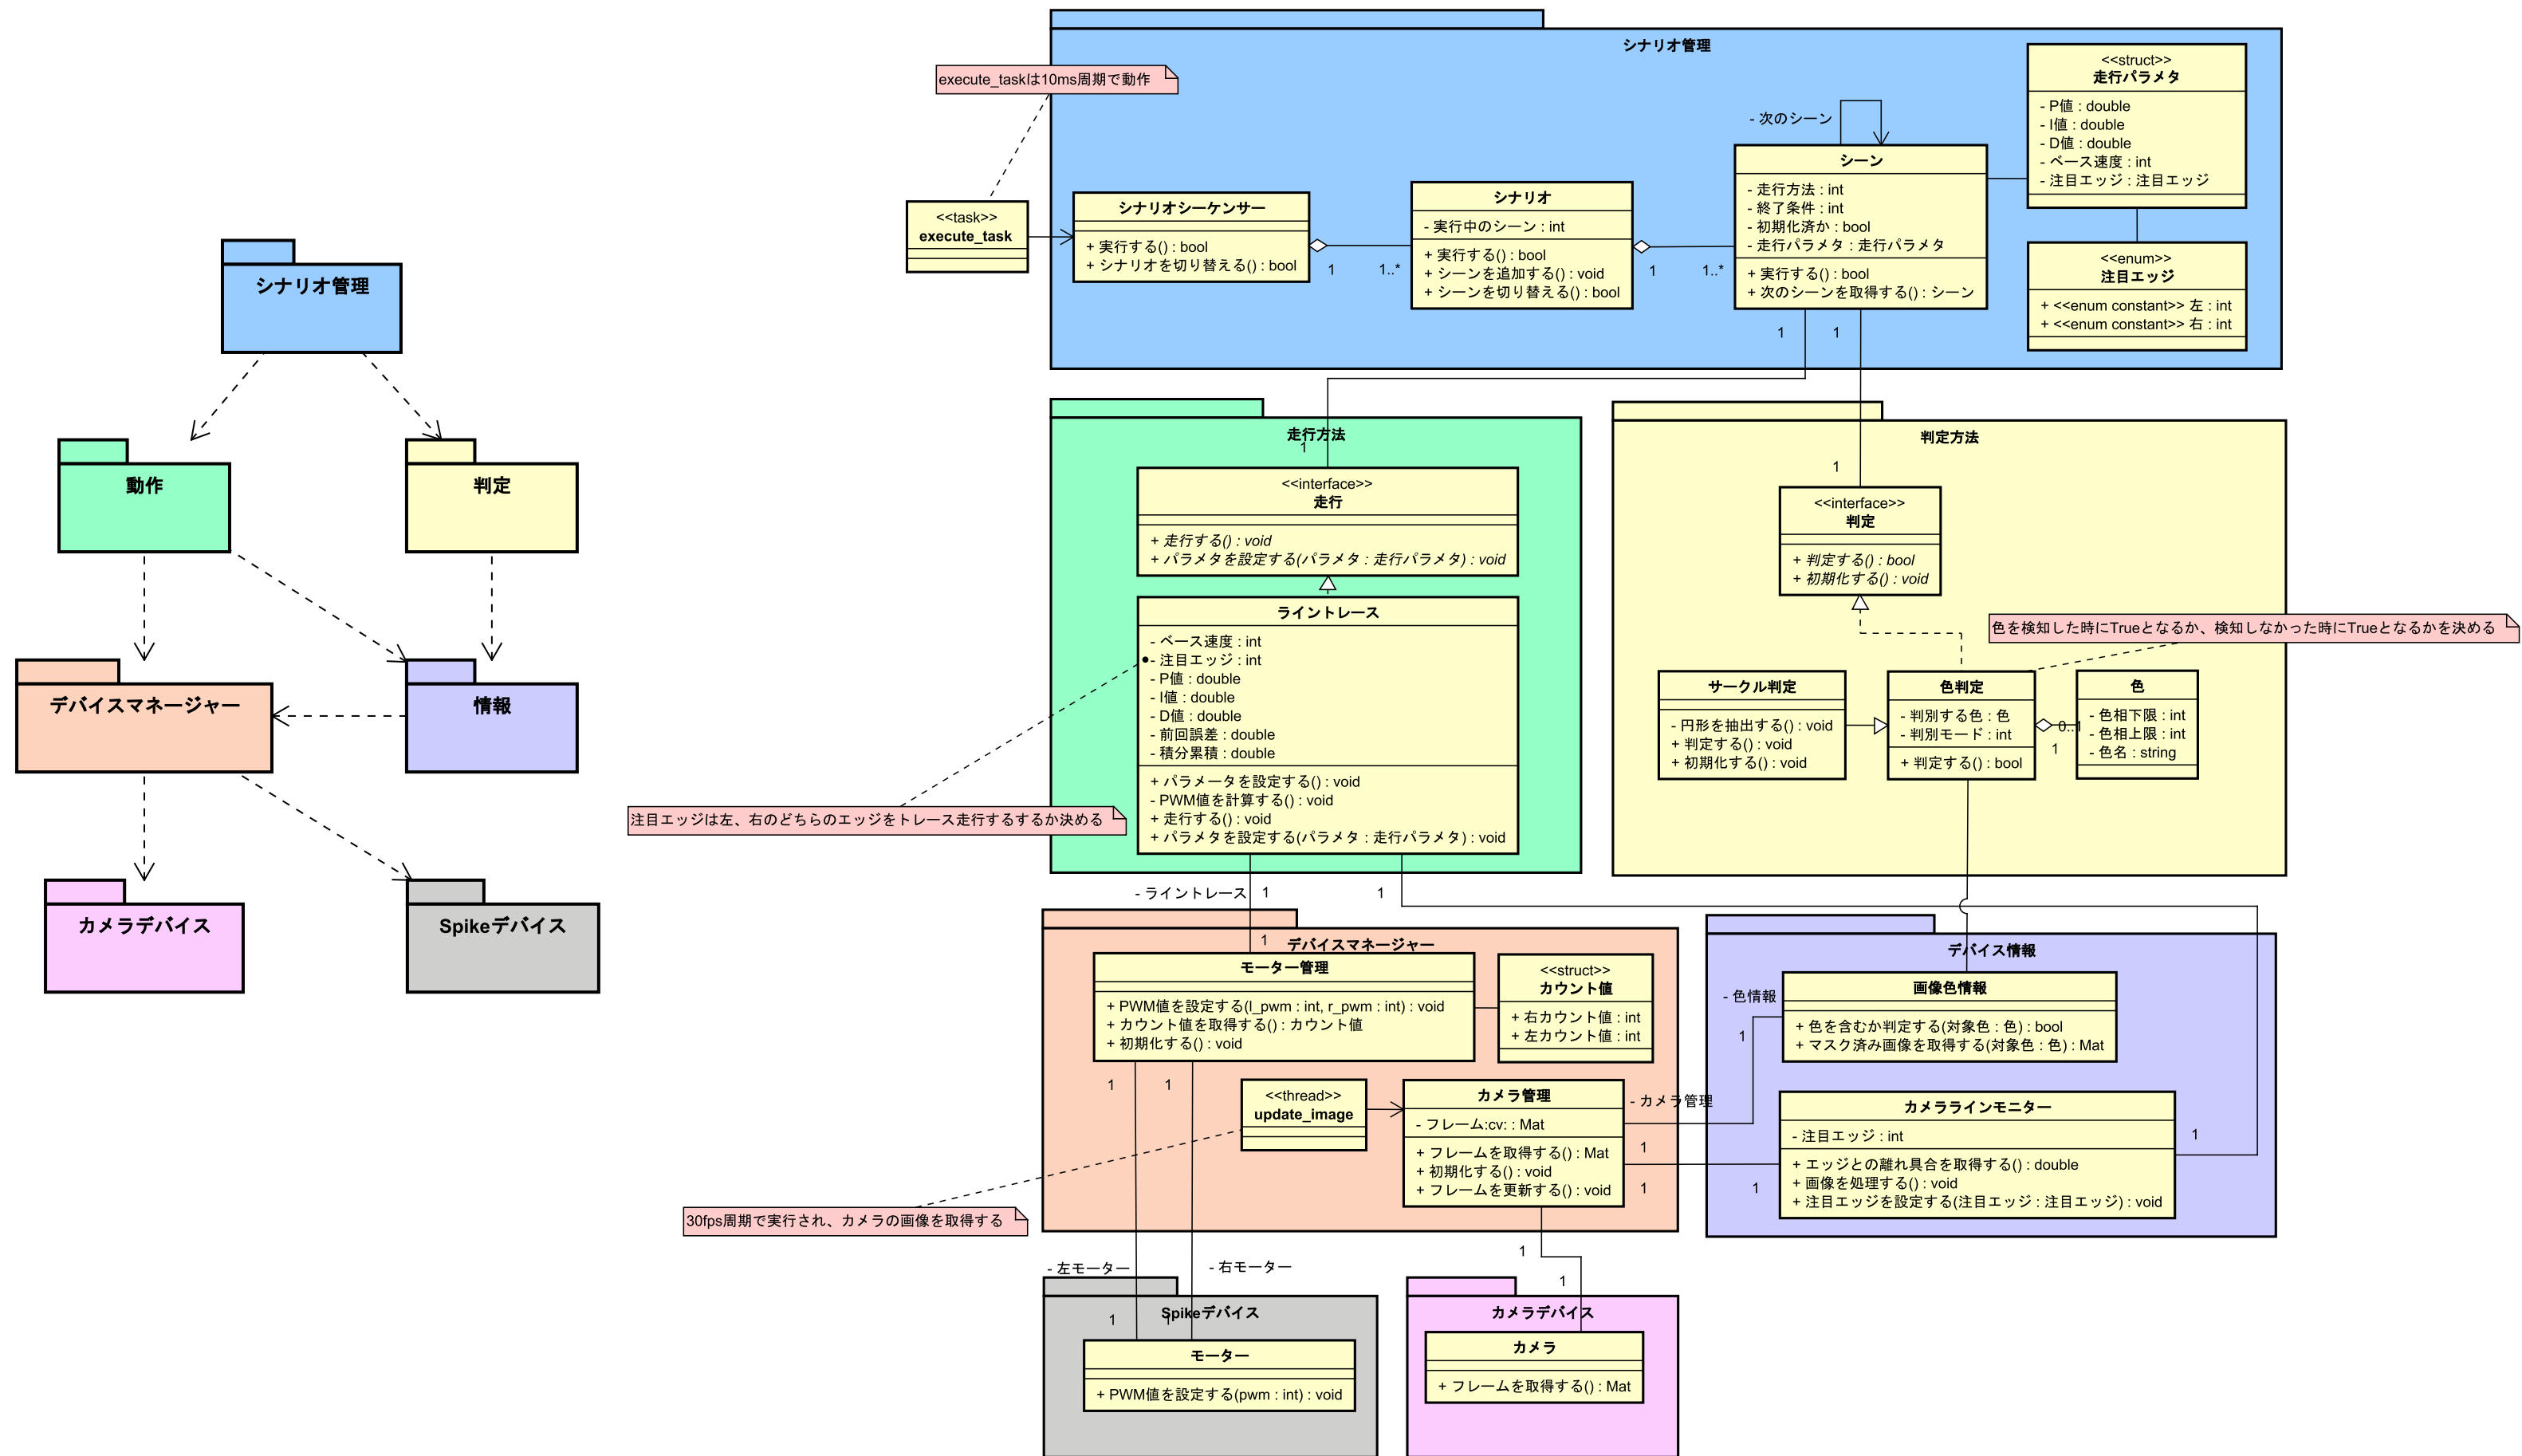 シナリオ管理
動作
判定
デバイスマネージャー
情報
カメラデバイス
Spikeデバイス
シナリオ管理
execute_taskは10ms周期で動作
<<task>>
execute_task
シナリオシーケンサー
+ 実行する() : bool
+ シナリオを切り替える() : bool
1
1..*
シナリオ
- 実行中のシーン : int
+ 実行する() : bool
+ シーンを追加する() : void
+ シーンを切り替える() : bool
1
1..*
- 次のシーン
シーン
- 走行方法 : int
- 終了条件 : int
- 初期化済か : bool
- 走行パラメタ : 走行パラメタ
+ 実行する() : bool
+ 次のシーンを取得する() : シーン
1
1
<<struct>>
走行パラメタ
- P値 : double
- I値 : double
- D値 : double
- ベース速度 : int
- 注目エッジ : 注目エッジ
<<enum>>
注目エッジ
+ <<enum constant>> 左 : int
+ <<enum constant>> 右 : int
走行方法
1
<<interface>>
走行
+ 走行する() : void
+ パラメタを設定する(パラメタ : 走行パラメタ) : void
ライントレース
- ベース速度 : int
- 注目エッジ : int
- P値 : double
- I値 : double
- D値 : double
- 前回誤差 : double
- 積分累積 : double
+ パラメータを設定する() : void
- PWM値を計算する() : void
+ 走行する() : void
+ パラメタを設定する(パラメタ : 走行パラメタ) : void
注目エッジは左、右のどちらのエッジをトレース走行するするか決める
- ライントレース
1
1
1
判定方法
1
<<interface>>
判定
+ 判定する() : bool
+ 初期化する() : void
色を検知した時にTrueとなるか、検知しなかった時にTrueとなるかを決める
サークル判定
- 円形を抽出する() : void
+ 判定する() : void
+ 初期化する() : void
色判定
- 判別する色 : 色
- 判別モード : int
+ 判定する() : bool
0..1
1
色
- 色相下限 : int
- 色相上限 : int
- 色名 : string
デバイスマネージャー
モーター管理
+ PWM値を設定する(l_pwm : int, r_pwm : int) : void
+ カウント値を取得する() : カウント値
+ 初期化する() : void
1
1
<<struct>>
カウント値
+ 右カウント値 : int
+ 左カウント値 : int
<<thread>>
update_image
カメラ管理
- フレーム:cv: : Mat
+ フレームを取得する() : Mat
+ 初期化する() : void
+ フレームを更新する() : void
- カメラ管理
1
1
30fps周期で実行され、カメラの画像を取得する
デバイス情報
- 色情報
1
画像色情報
+ 色を含むか判定する(対象色 : 色) : bool
+ マスク済み画像を取得する(対象色 : 色) : Mat
カメララインモニター
- 注目エッジ : int
+ エッジとの離れ具合を取得する() : double
+ 画像を処理する() : void
+ 注目エッジを設定する(注目エッジ : 注目エッジ) : void
1
1
- 左モーター
- 右モーター
1
1
Spikeデバイス
1
1
モーター
+ PWM値を設定する(pwm : int) : void
カメラデバイス
カメラ
+ フレームを取得する() : Mat